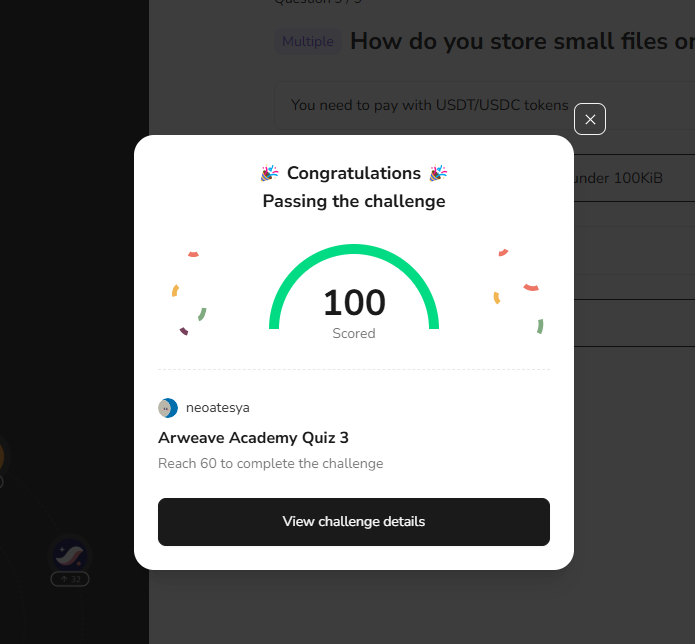 Question 3 / 5
Multiple How do you store small files or
You need to pay with USDT/USDC tokens
under 100KiB
Congratulations
Passing the challenge
100
Scored
neoatesya
Arweave Academy Quiz 3
Reach 60 to complete the challenge
View challenge details
32